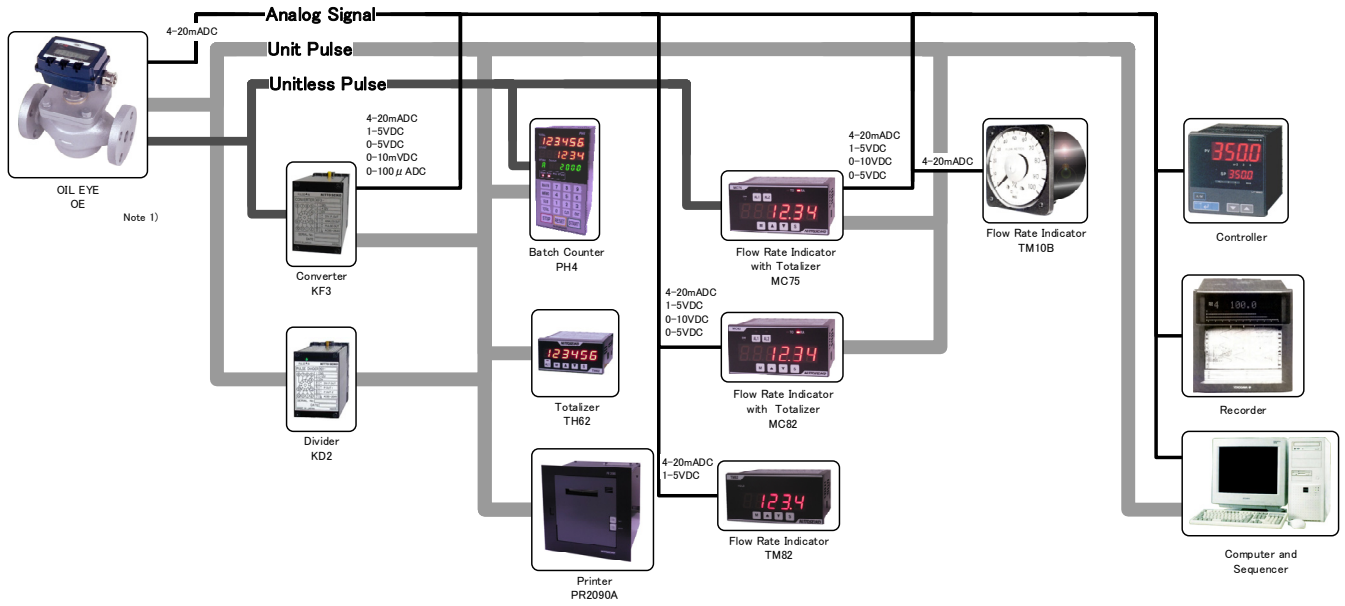 Analog Signal
4-20mADC
Unit Pulse
Unitless Pulse
OIL EYE
OE
Note 1)
4-20mADC
1-5VDC
0-5VDC
0-10mVDC
0-100μADC
Converter
KF3
Divider
KD2
123456
1234
2000
Batch Counter
PH4
123456
Totalizer
TH62
Printer
PR2090A
4-20mADC
1-5VDC
0-10VDC
0-5VDC
12.34
Flow Rate Indicator
with Totalizer
MC75
4-20mADC
1-5VDC
0-10VDC
0-5VDC
12.34
Flow Rate Indicator
with Totalizer
MC82
4-20mADC
1-5VDC
123.4
Flow Rate Indicator
TM82
4-20mADC
Flow Rate Indicator
TM10B
350.0
350.0
Controller
100.0
Recorder
Computer and
Sequencer